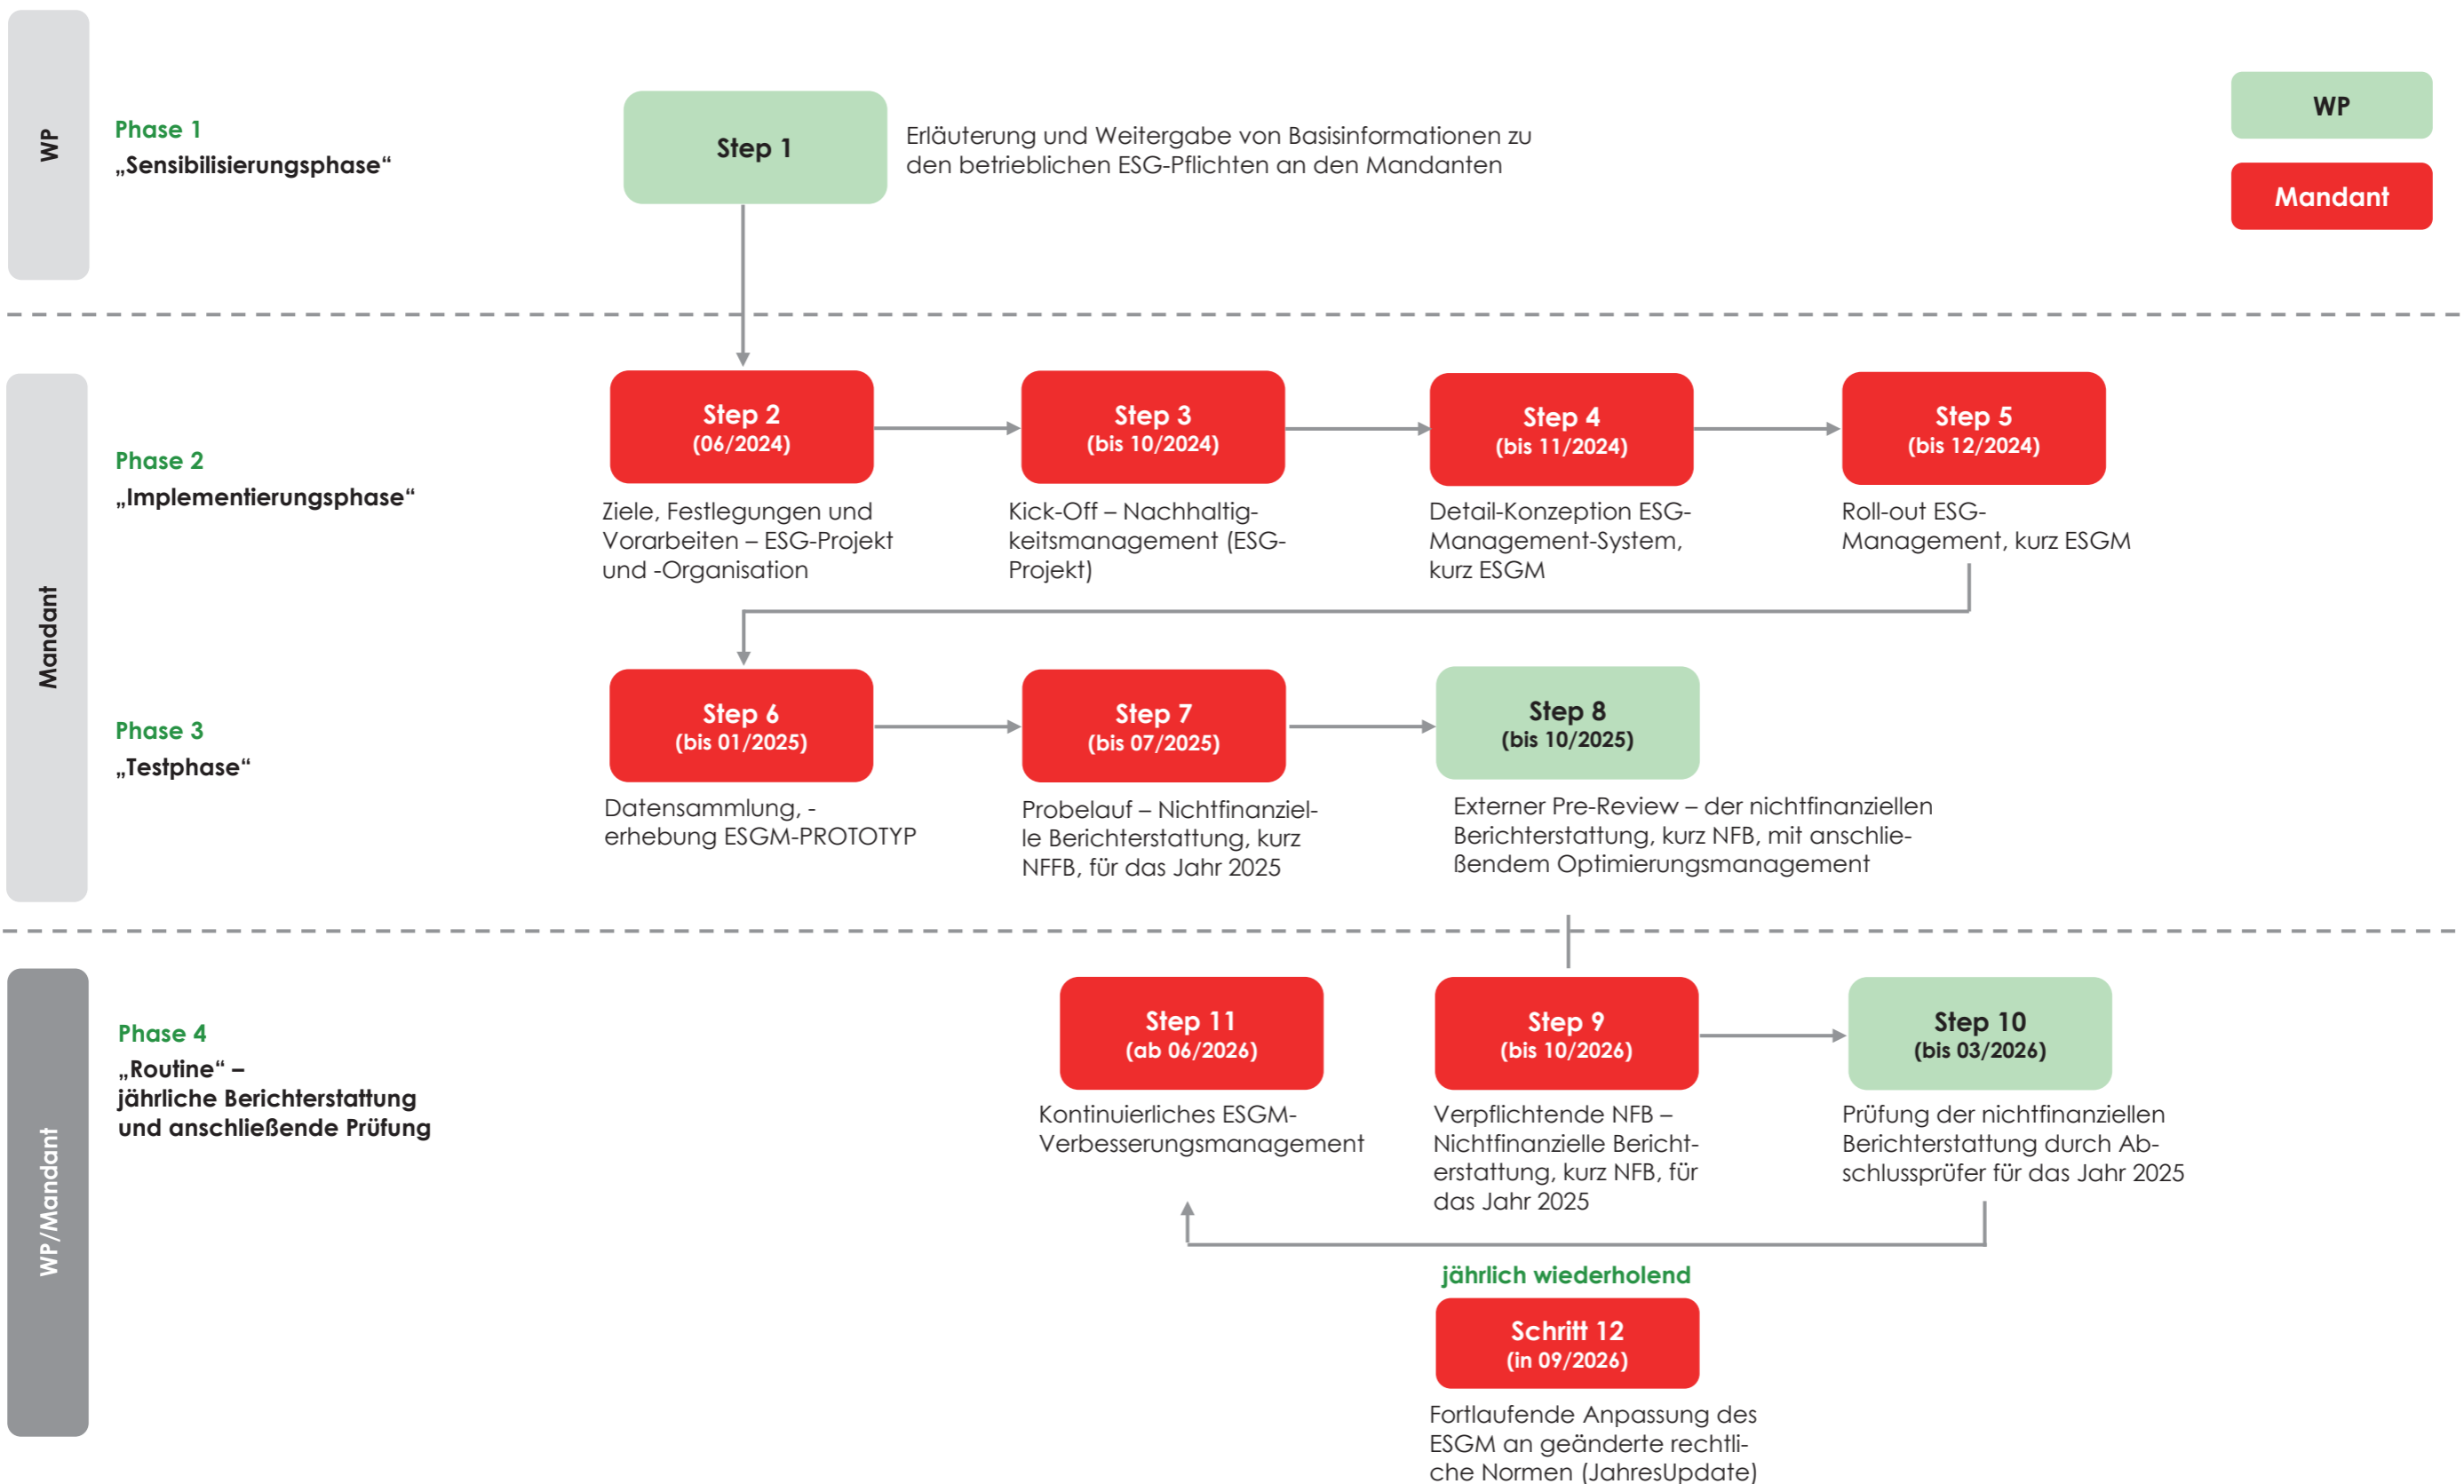 WP
Phase 1
„Sensibilisierungsphase“
Step 1
Erläuterung und Weitergabe von Basisinformationen zu
den betrieblichen ESG-Pflichten an den Mandanten
WP
Mandant
Mandant
Phase 2
„Implementierungsphase“
Step 2
(06/2024)
Ziele, Festlegungen und
Vorarbeiten – ESG-Projekt
und -Organisation
Step 3
(bis 10/2024)
Kick-Off – Nachhaltig-
keitsmanagement (ESG-
Projekt)
Step 4
(bis 11/2024)
Detail-Konzeption ESG-
Management-System,
kurz ESGM
Step 5
(bis 12/2024)
Roll-out ESG-
Management, kurz ESGM
Phase 3
„Testphase“
Step 6
(bis 01/2025)
Datensammlung, -
erhebung ESGM-PROTOTYP
Step 7
(bis 07/2025)
Probelauf – Nichtfinanziel-
le Berichterstattung, kurz
NFFB, für das Jahr 2025
Step 8
(bis 10/2025)
Externer Pre-Review – der nichtfinanziellen
Berichterstattung, kurz NFB, mit anschlie-
ßendem Optimierungsmanagement
WP/Mandant
Phase 4
„Routine“ –
jährliche Berichterstattung
und anschließende Prüfung
Step 11
(ab 06/2026)
Kontinuierliches ESGM-
Verbesserungsmanagement
Step 9
(bis 10/2026)
Verpflichtende NFB –
Nichtfinanzielle Bericht-
erstattung, kurz NFB, für
das Jahr 2025
Step 10
(bis 03/2026)
Prüfung der nichtfinanziellen
Berichterstattung durch Ab-
schlussprüfer für das Jahr 2025
jährlich wiederholend
Schritt 12
(in 09/2026)
Fortlaufende Anpassung des
ESGM an geänderte rechtli-
che Normen (JahresUpdate)